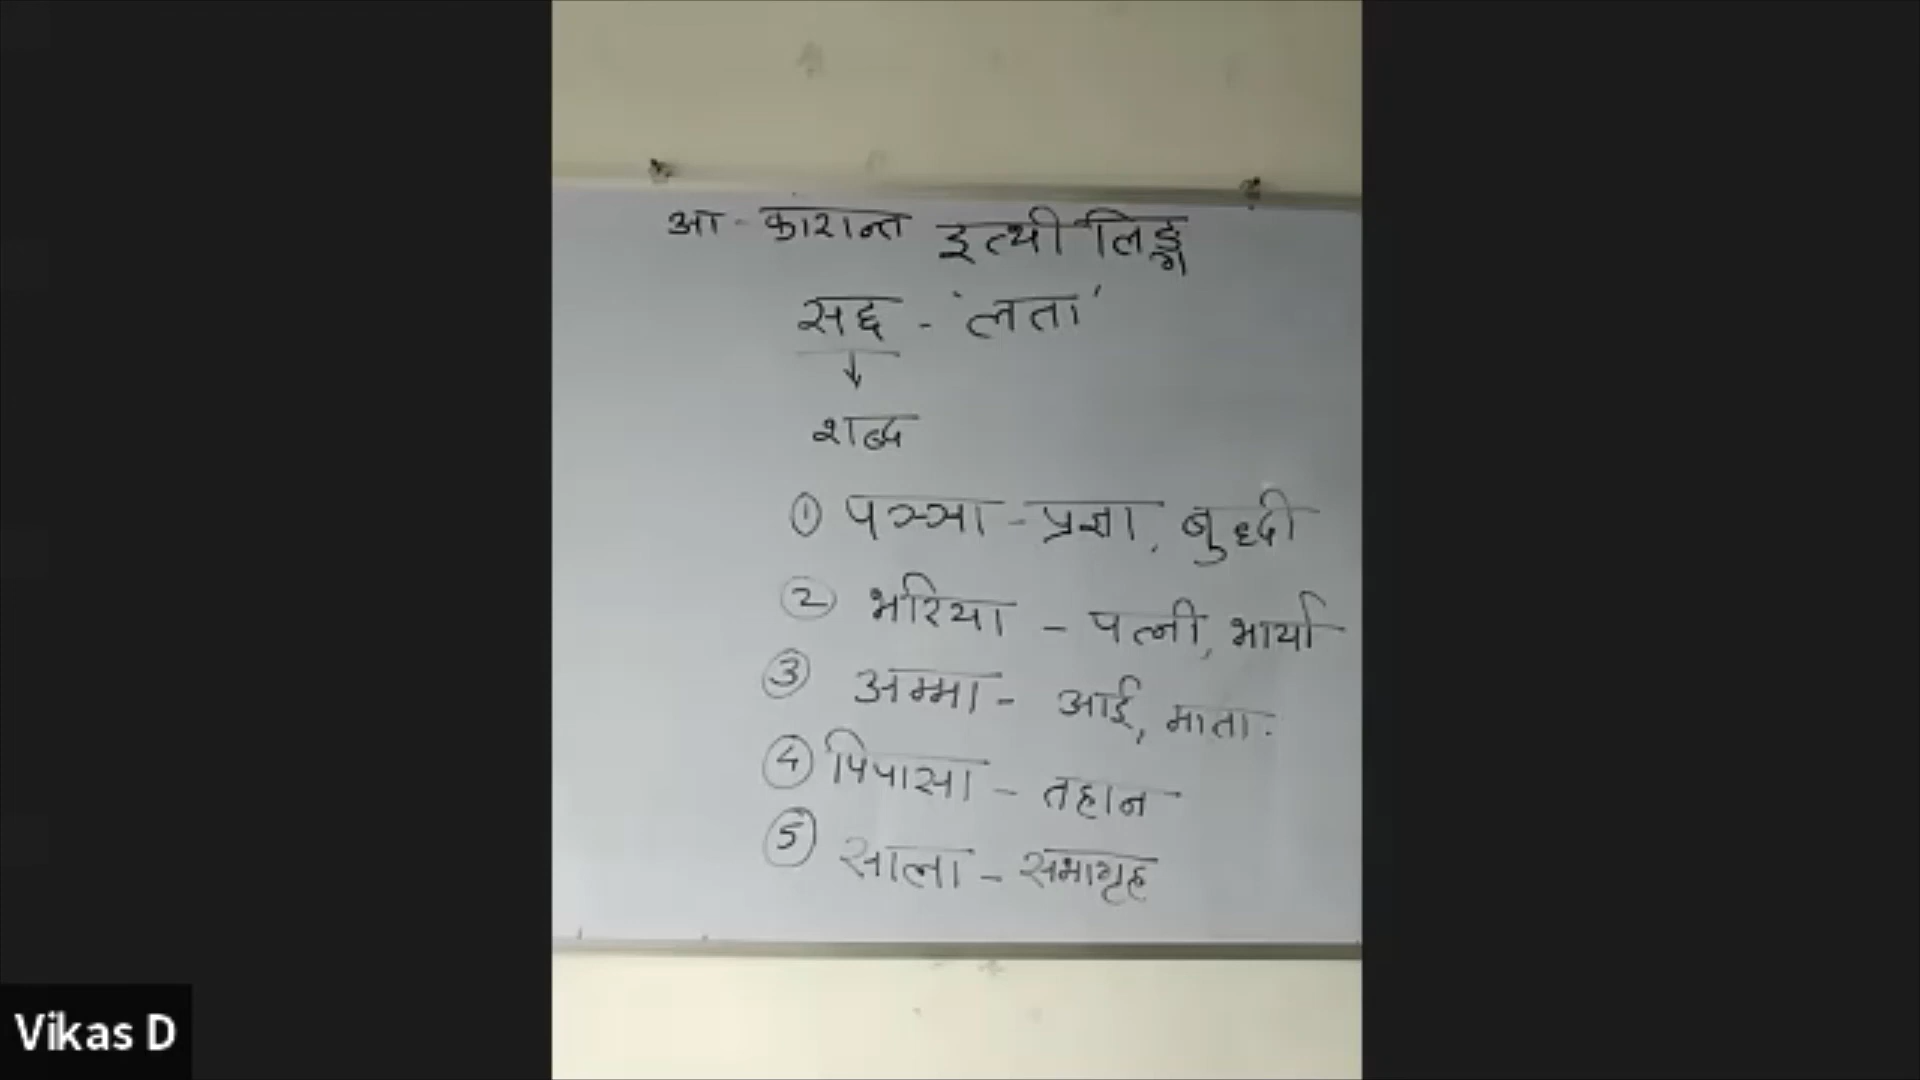 आ - कारान्त इत्थी लिङ्ग
सद्द - 'लता'
↓
शब्द
① पञ्ञा - प्रज्ञा, बुध्दी
② भरिया - पत्नी, भार्या
③ अम्मा - आई, माता.
④ पिपासा - तहान
⑤ साला - सभागृह
Vikas D